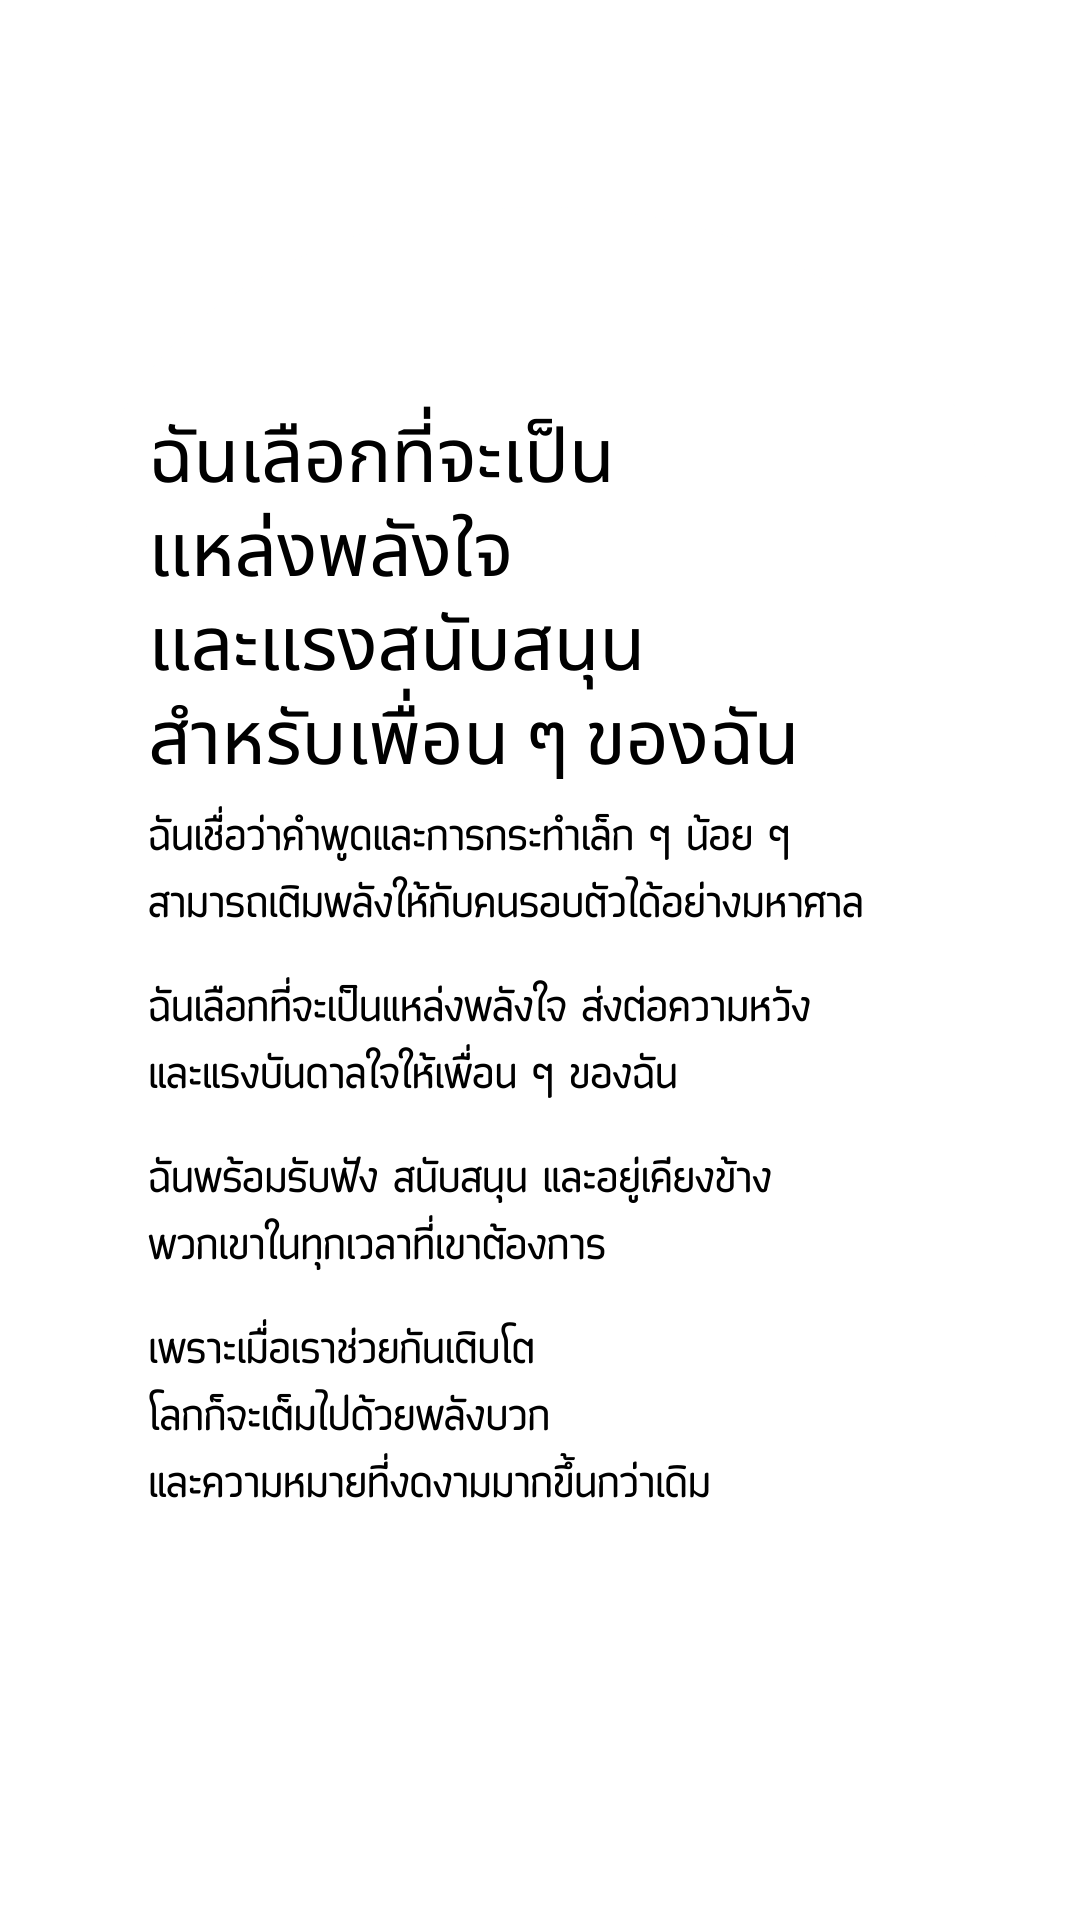 ฉันเลือกที่จะเป็น
แหล่งพลังใจ
และแรงสนับสนุน
สำหรับเพื่อน ๆ ของฉัน
ฉันเชื่อว่าคำพูดและการกระทำเล็ก ๆ น้อย ๆ
สามารถเติมพลังให้กับคนรอบตัวได้อย่างมหาศาล
ฉันเลือกที่จะเป็นแหล่งพลังใจ ส่งต่อความหวัง
และแรงบันดาลใจให้เพื่อน ๆ ของฉัน
ฉันพร้อมรับฟัง สนับสนุน และอยู่เคียงข้าง
พวกเขาในทุกเวลาที่เขาต้องการ
เพราะเมื่อเราช่วยกันเติบโต
โลกก็จะเต็มไปด้วยพลังบวก
และความหมายที่งดงามมากขึ้นกว่าเดิม